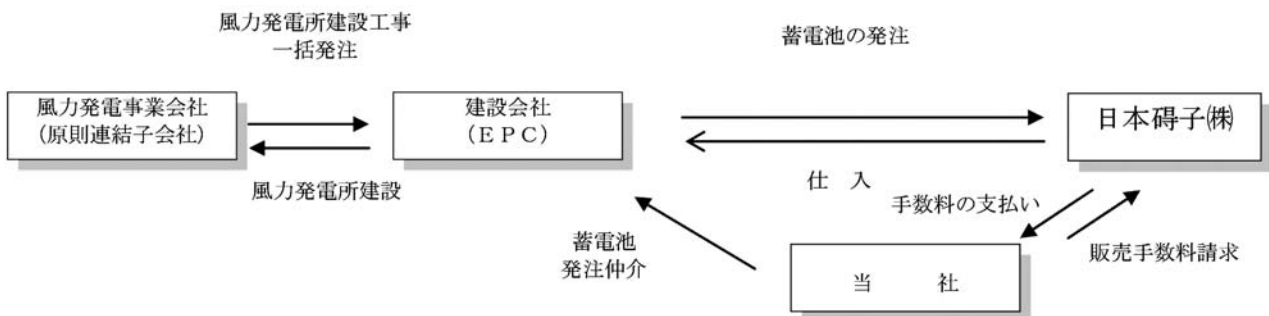 風力発電所建設工事
一括発注
蓄電池の発注
風力発電事業会社
(原則連結子会社)
建設会社
(ＥＰＣ)
日本碍子㈱
風力発電所建設
仕　入
手数料の支払い
蓄電池
発注仲介
販売手数料請求
当　　社